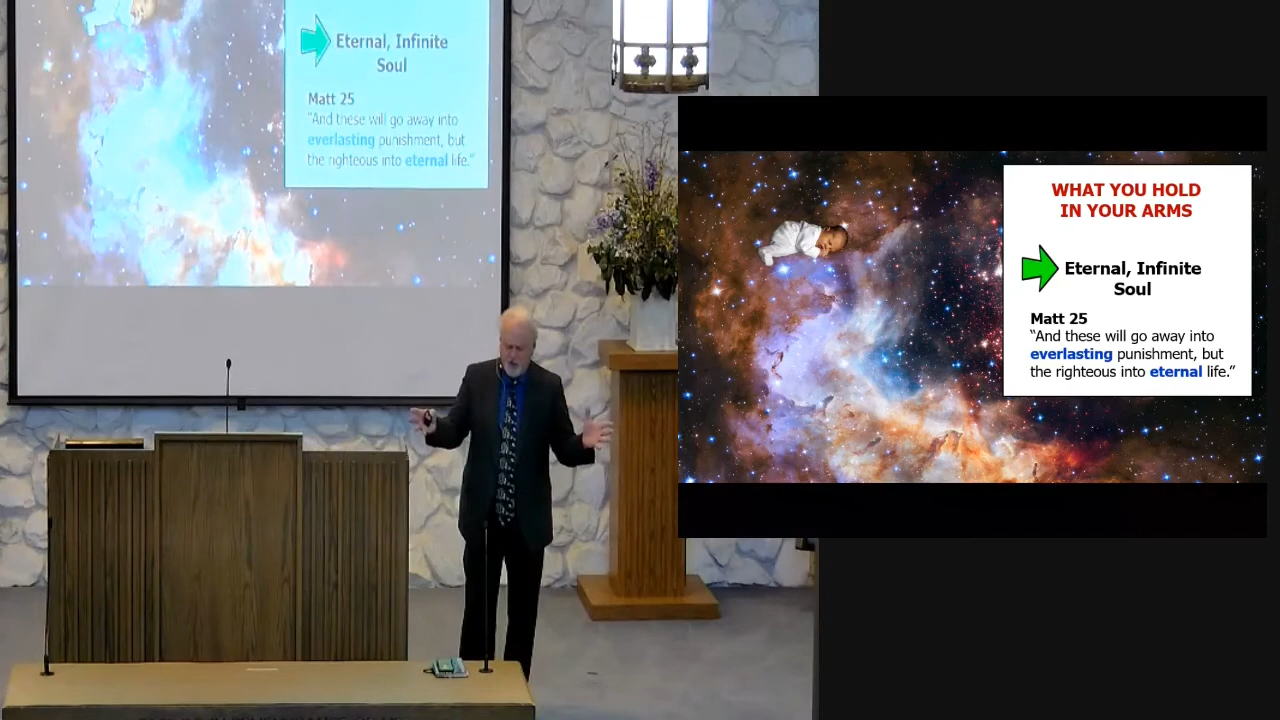 Eternal, Infinite
Soul
Matt 25
“And these will go away into
everlasting punishment, but
the righteous into eternal life.”
WHAT YOU HOLD
IN YOUR ARMS
Eternal, Infinite
Soul
Matt 25
“And these will go away into
everlasting punishment, but
the righteous into eternal life.”